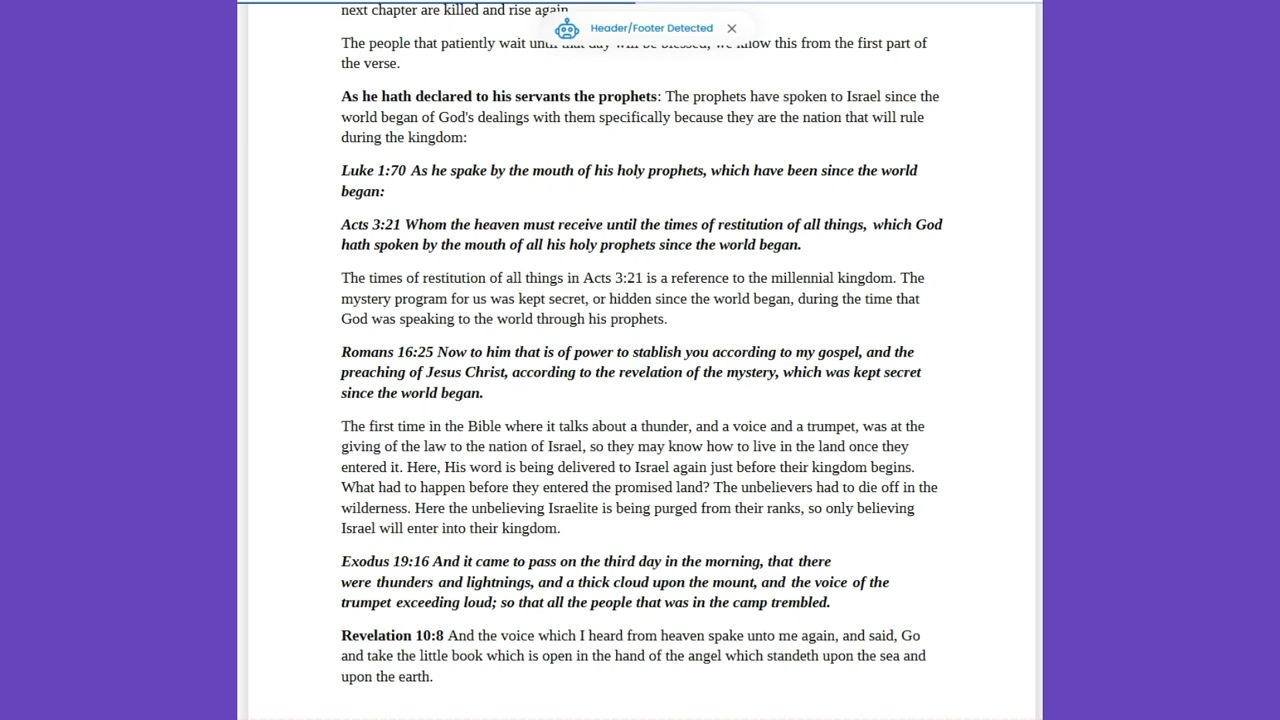 next chapter are killed and rise again
Header/Footer Detected
The people that patiently wait until that day will be blessed, we know this from the first part of
the verse.
As he hath declared to his servants the prophets: The prophets have spoken to Israel since the
world began of God's dealings with them specifically because they are the nation that will rule
during the kingdom:
Luke 1:70 As he spake by the mouth of his holy prophets, which have been since the world
began:
Acts 3:21 Whom the heaven must receive until the times of restitution of all things, which God
hath spoken by the mouth of all his holy prophets since the world began.
The times of restitution of all things in Acts 3:21 is a reference to the millennial kingdom. The
mystery program for us was kept secret, or hidden since the world began, during the time that
God was speaking to the world through his prophets.
Romans 16:25 Now to him that is of power to stablish you according to my gospel, and the
preaching of Jesus Christ, according to the revelation of the mystery, which was kept secret
since the world began.
The first time in the Bible where it talks about a thunder, and a voice and a trumpet, was at the
giving of the law to the nation of Israel, so they may know how to live in the land once they
entered it. Here, His word is being delivered to Israel again just before their kingdom begins.
What had to happen before they entered the promised land? The unbelievers had to die off in the
wilderness. Here the unbelieving Israelite is being purged from their ranks, so only believing
Israel will enter into their kingdom.
Exodus 19:16 And it came to pass on the third day in the morning, that there
were thunders and lightnings, and a thick cloud upon the mount, and the voice of the
trumpet exceeding loud; so that all the people that was in the camp trembled.
Revelation 10:8 And the voice which I heard from heaven spake unto me again, and said, Go
and take the little book which is open in the hand of the angel which standeth upon the sea and
upon the earth.